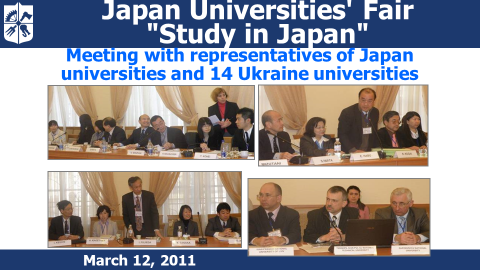 Japan Universities' Fair
"Study in Japan"
Meeting with representatives of Japan
universities and 14 Ukraine universities
March 12, 2011